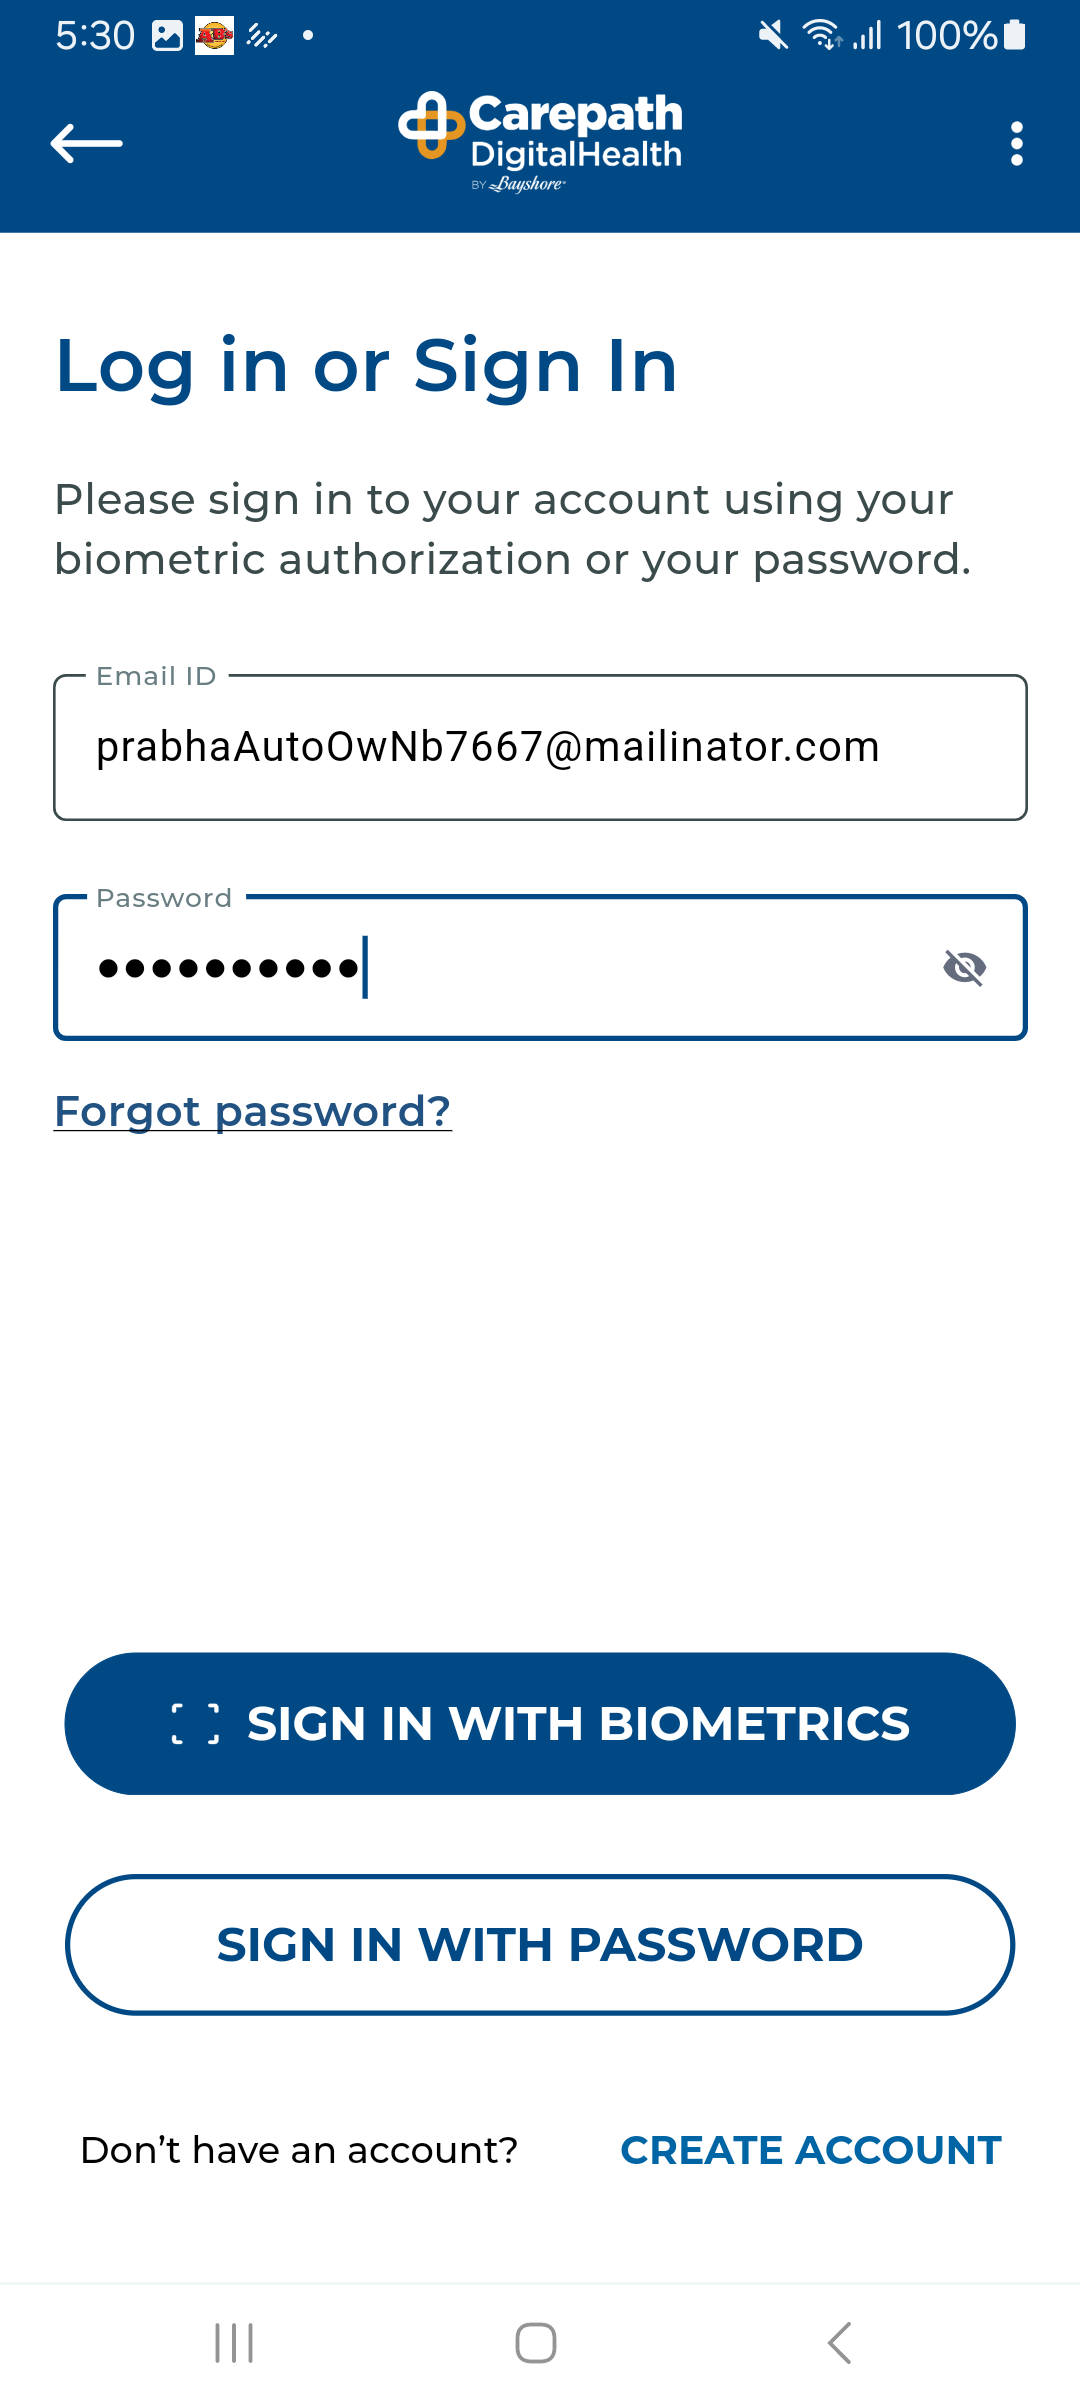 5:30
100%
Carepath
DigitalHealth
BY Bayshore
Log in or Sign In
Please sign in to your account using your
biometric authorization or your password.
Email ID
prabhaAutoOwNb7667@mailinator.com
Password
Forgot password?
SIGN IN WITH BIOMETRICS
SIGN IN WITH PASSWORD
Don't have an account?
CREATE ACCOUNT